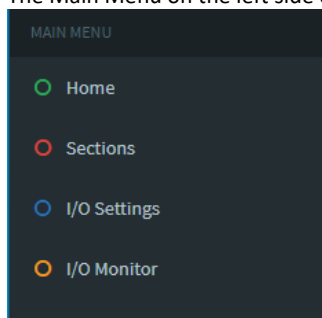 The Main Menu on the left side
MAIN MENU
Home
Sections
I/O Settings
I/O Monitor